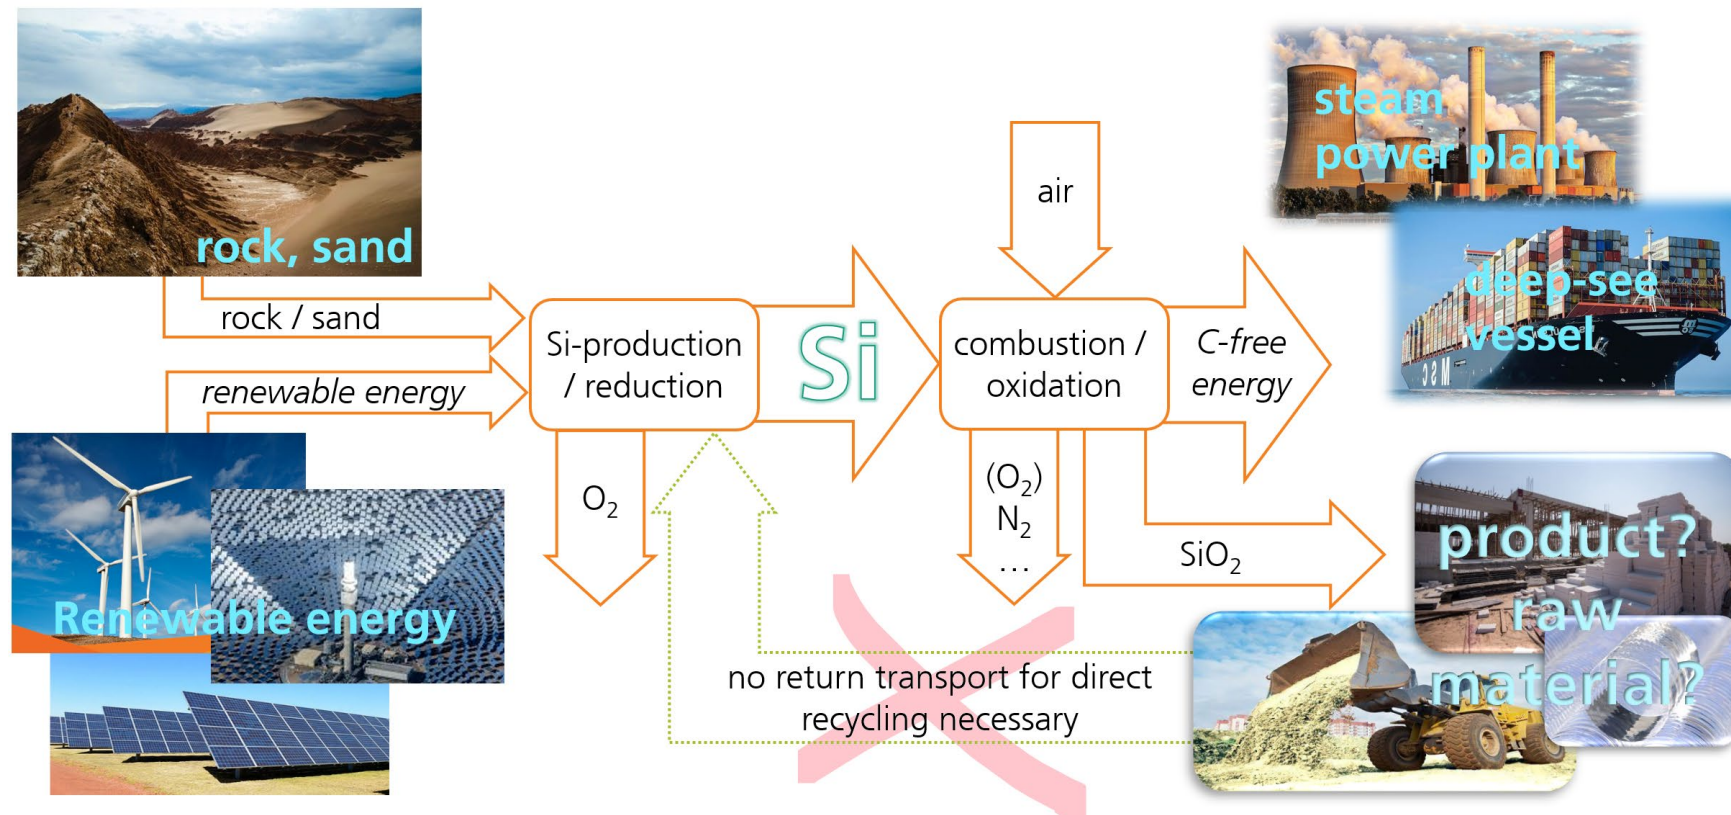 rock, sand
rock / sand
renewable energy
Renewable energy
Si-production
/ reduction
O₂
Si
air
combustion /
oxidation
(O₂)
N₂
...
C-free
energy
SiO₂
steam
power plant
deep-see
vessel
M S C
product?
raw
material?
no return transport for direct
recycling necessary